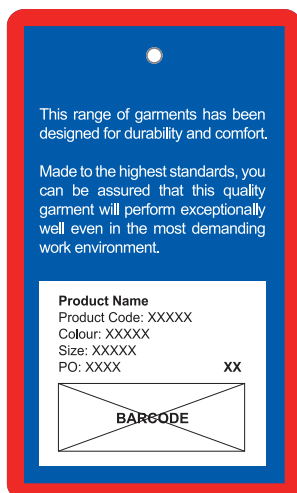 This range of garments has been
designed for durability and comfort.
Made to the highest standards, you
can be assured that this quality
garment will perform exceptionally
well even in the most demanding
work environment.
Product Name
Product Code: XXXXX
Colour: XXXXX
Size: XXXXX
PO: XXXX XX
BARCODE